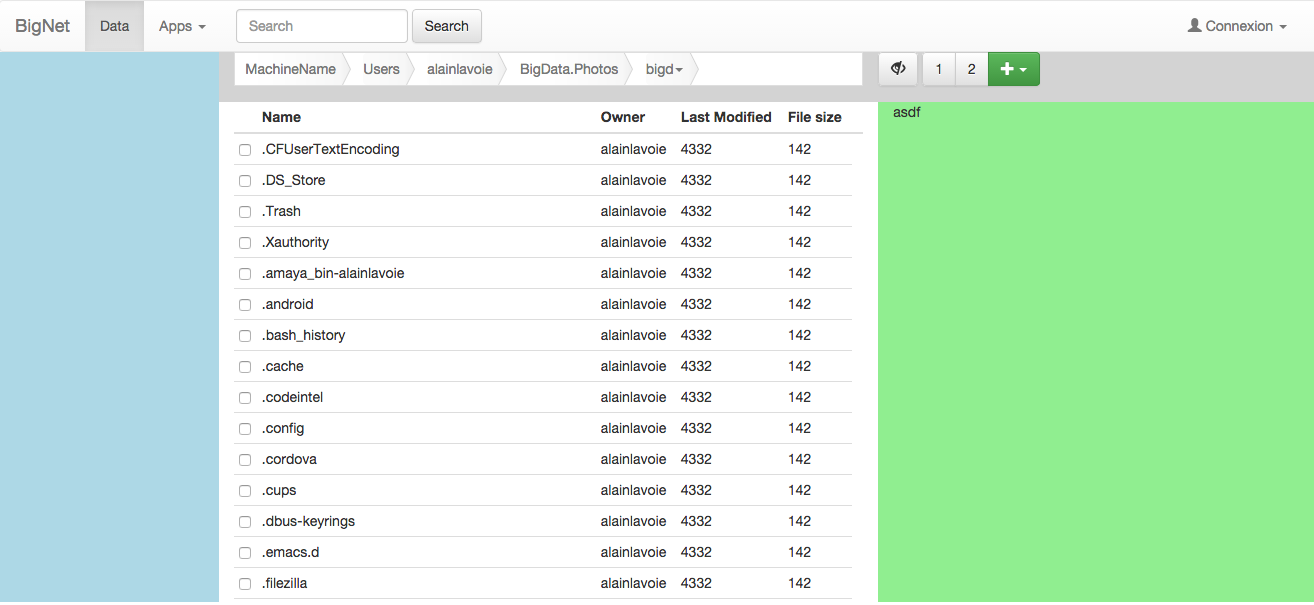 BigNet Data Apps Search Search Connexion
MachineName Users alainlavoie BigData.Photos bigd 1 2
asdf
Name Owner Last Modified File size
.CFUserTextEncoding alainlavoie 4332 142
.DS_Store alainlavoie 4332 142
.Trash alainlavoie 4332 142
.Xauthority alainlavoie 4332 142
.amaya_bin-alainlavoie alainlavoie 4332 142
.android alainlavoie 4332 142
.bash_history alainlavoie 4332 142
.cache alainlavoie 4332 142
.codeintel alainlavoie 4332 142
.config alainlavoie 4332 142
.cordova alainlavoie 4332 142
.cups alainlavoie 4332 142
.dbus-keyrings alainlavoie 4332 142
.emacs.d alainlavoie 4332 142
.filezilla alainlavoie 4332 142